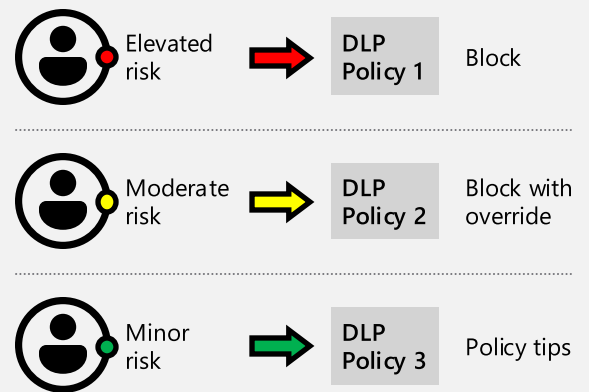 Elevated
risk
DLP
Policy 1
Block
Moderate
risk
DLP
Policy 2
Block with
override
Minor
risk
DLP
Policy 3
Policy tips